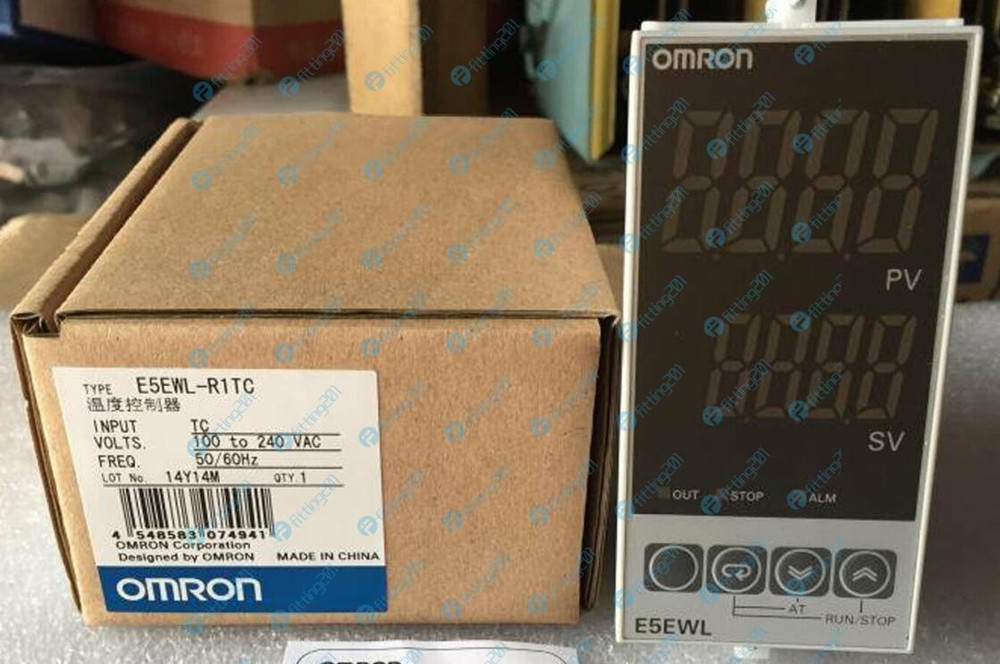 TYPE E5EWL-R1TC
温度控制器
INPUT TC
VOLTS. 100 to 240 VAC
FREQ. 50/60Hz
LOT No. 14Y14M QTY.1
4 548583 074941
OMRON Corporation
Designed by OMRON MADE IN CHINA
OMRON
OMRON
PV
SV
OUT STOP ALM
AT
RUN/STOP
E5EWL
fitting201